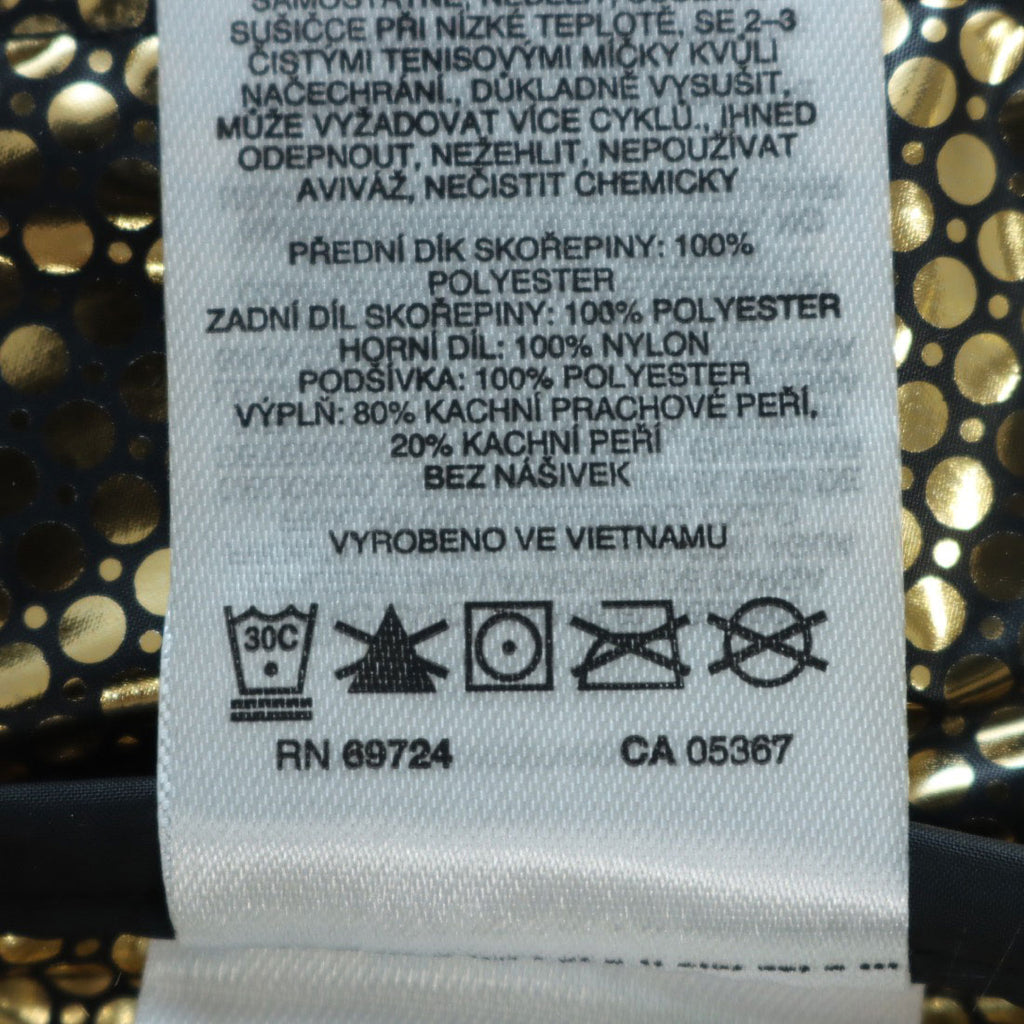 SAMOSTATNĚ, NEBĚLIT,
SUŠIČCE PŘI NÍZKÉ TEPLOTĚ, SE 2–3
ČISTÝMI TENISOVÝMI MÍČKY KVŮLI
NAČECHRÁNÍ., DŮKLADNĚ VYSUŠIT,
MŮŽE VYŽADOVAT VÍCE CYKLŮ., IHNED
ODEPNOUT, NEŽEHLIT, NEPOUŽÍVAT
AVIVÁŽ, NEČISTIT CHEMICKY
PŘEDNÍ DÍK SKOŘEPINY: 100%
POLYESTER
ZADNÍ DÍL SKOŘEPINY: 100% POLYESTER
HORNÍ DÍL: 100% NYLON
PODŠÍVKA: 100% POLYESTER
VÝPLŇ: 80% KACHNÍ PRACHOVÉ PEŘÍ,
20% KACHNÍ PEŘÍ
BEZ NÁŠIVEK
VYROBENO VE VIETNAMU
30C
RN 69724 CA 05367